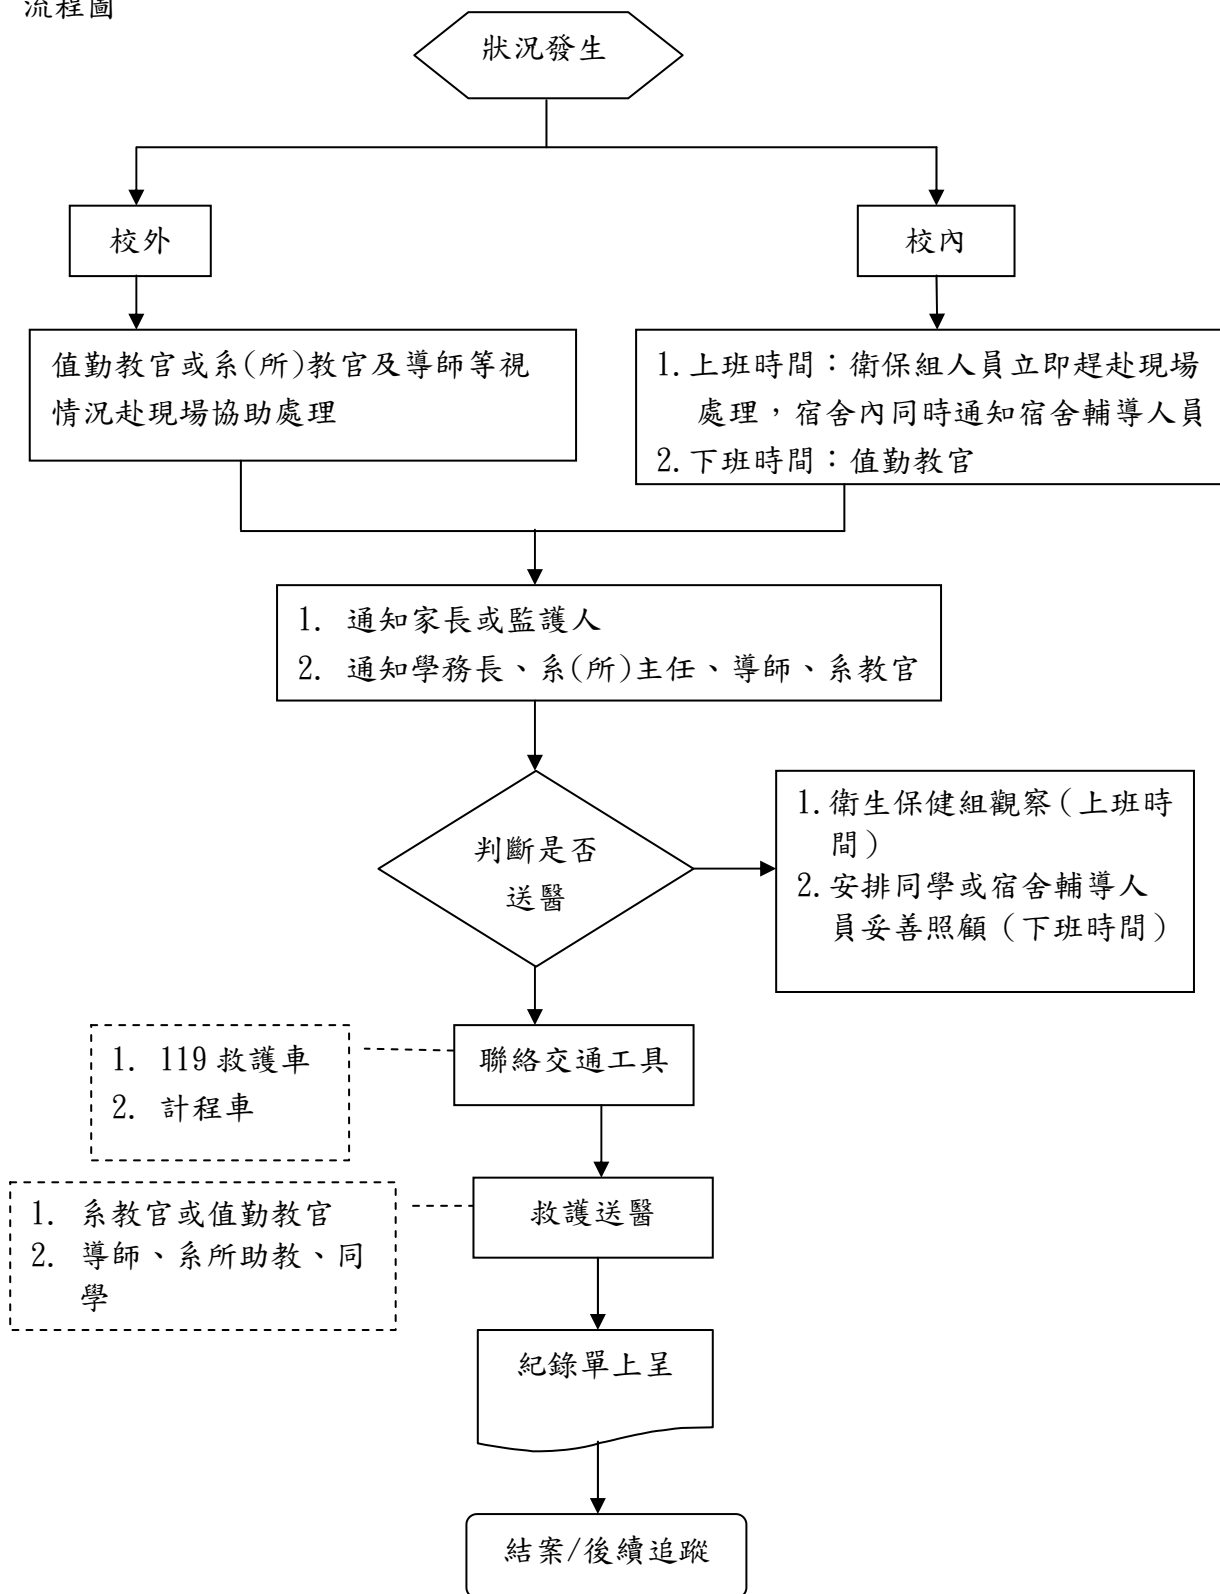 流程圖
狀況發生
校外
校內
值勤教官或系(所)教官及導師等視
情況赴現場協助處理
1.上班時間：衛保組人員立即趕赴現場
處理，宿舍內同時通知宿舍輔導人員
2.下班時間：值勤教官
1. 通知家長或監護人
2. 通知學務長、系(所)主任、導師、系教官
判斷是否
送醫
1.衛生保健組觀察(上班時
間)
2.安排同學或宿舍輔導人
員妥善照顧(下班時間)
1. 119救護車
2. 計程車
聯絡交通工具
1. 系教官或值勤教官
2. 導師、系所助教、同
學
救護送醫
紀錄單上呈
結案/後續追蹤